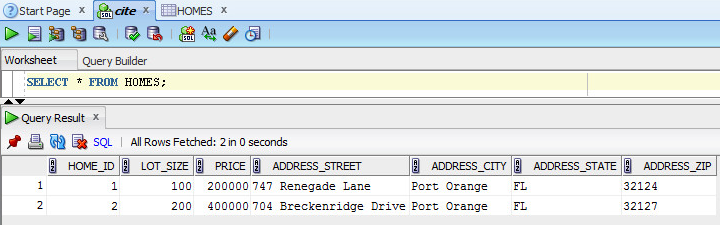 Start Page x cite x HOMES x
Worksheet Query Builder
SELECT * FROM HOMES;
Query Result x
SQL | All Rows Fetched: 2 in 0 seconds
HOME_ID LOT_SIZE PRICE ADDRESS_STREET ADDRESS_CITY ADDRESS_STATE ADDRESS_ZIP
1 1 100 200000 747 Renegade Lane Port Orange FL 32124
2 2 200 400000 704 Breckenridge Drive Port Orange FL 32127